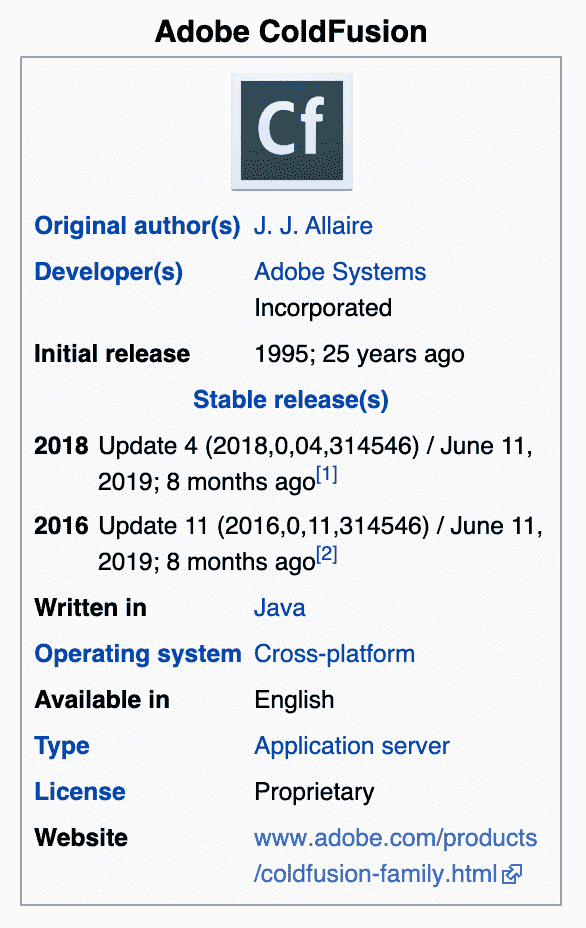 Adobe ColdFusion
Cf
Original author(s) J. J. Allaire
Developer(s) Adobe Systems
Incorporated
Initial release 1995; 25 years ago
Stable release(s)
2018 Update 4 (2018,0,04,314546) / June 11,
2019; 8 months ago[1]
2016 Update 11 (2016,0,11,314546) / June 11,
2019; 8 months ago[2]
Written in Java
Operating system Cross-platform
Available in English
Type Application server
License Proprietary
Website www.adobe.com/products
/coldfusion-family.html